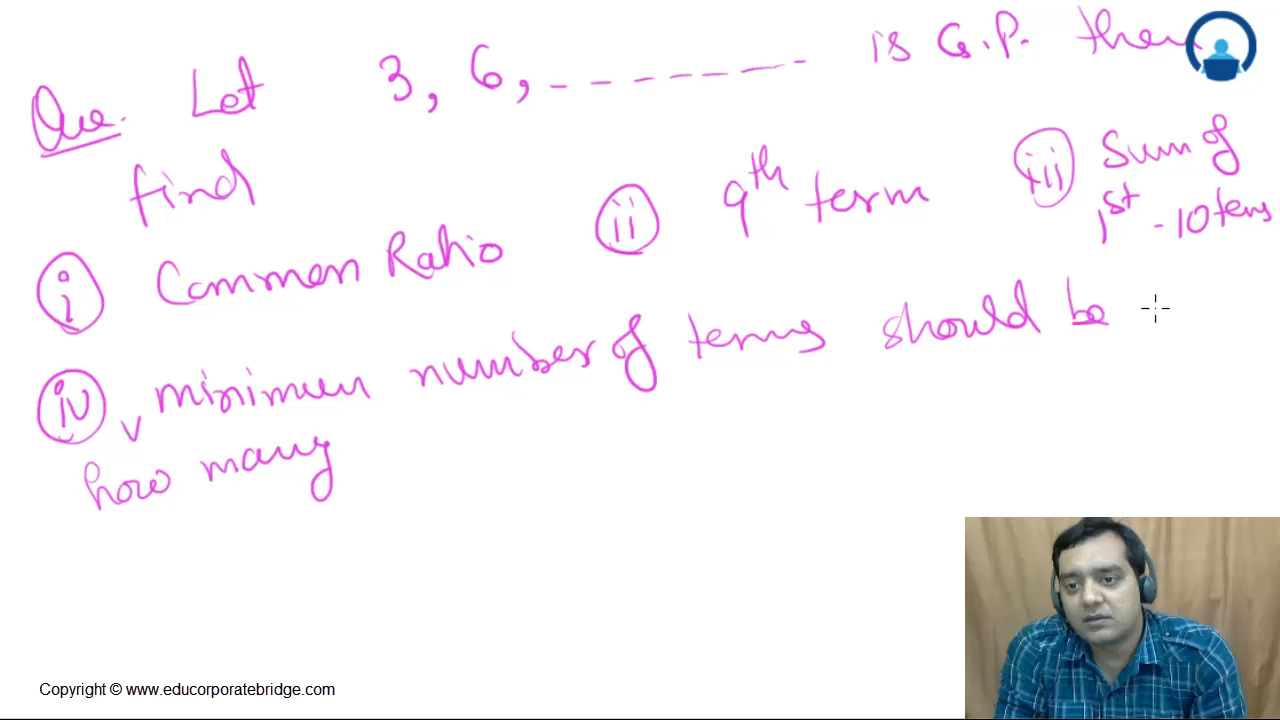 Que. Let 3, 6, - - - - - - - is G.P. then
find
(i) Common Ratio (ii) 9th term (iii) Sum of
1st - 10 tems
(iv) v minimum number of terms should be
how many
Copyright © www.educorporatebridge.com